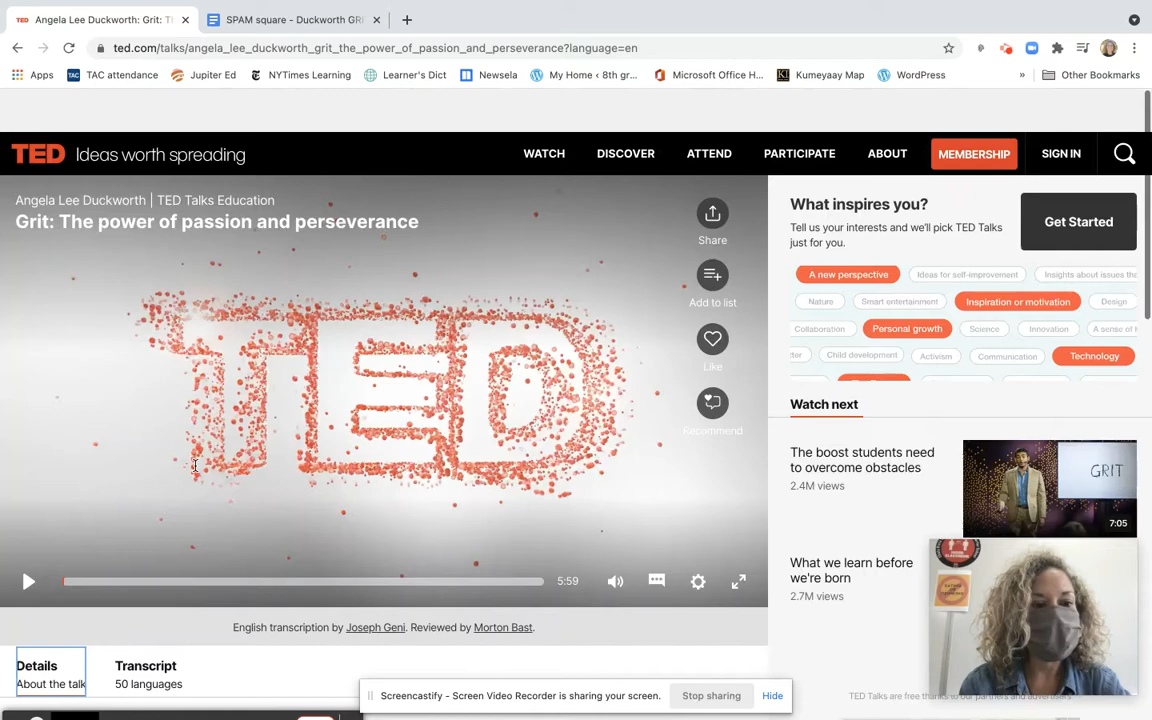 TED Angela Lee Duckworth: Grit: T
SPAM square - Duckworth GRI
ted.com/talks/angela_lee_duckworth_grit_the_power_of_passion_and_perseverance?language=en
Apps TAC attendance Jupiter Ed NYTimes Learning Learner's Dict Newsela My Home ‹ 8th gr... Microsoft Office H... Kumeyaay Map WordPress » Other Bookmarks
TED Ideas worth spreading WATCH DISCOVER ATTEND PARTICIPATE ABOUT MEMBERSHIP SIGN IN
Angela Lee Duckworth | TED Talks Education
Grit: The power of passion and perseverance
TED
Share
Add to list
Like
Recommend
5:59
English transcription by Joseph Geni. Reviewed by Morton Bast.
Details
About the talk
Transcript
50 languages
What inspires you?
Tell us your interests and we'll pick TED Talks
just for you.
Get Started
A new perspective Ideas for self-improvement Insights about issues the
Nature Smart entertainment Inspiration or motivation Design
Collaboration Personal growth Science Innovation A sense of
tter Child development Activism Communication Technology
Watch next
The boost students need
to overcome obstacles
2.4M views
GRIT
7:05
What we learn before
we're born
2.7M views
Screencastify - Screen Video Recorder is sharing your screen. Stop sharing Hide
TED Talks are free thanks to our partners and advertisers